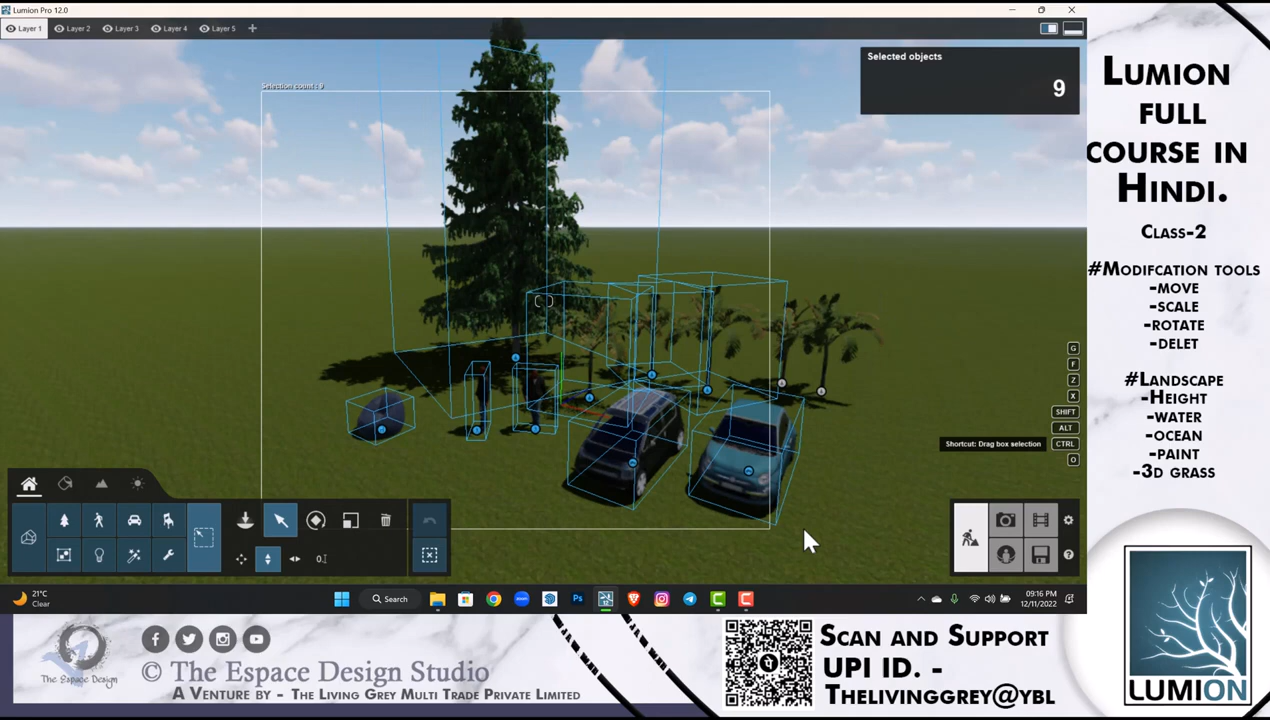 Lumion Pro 12.0
Layer 1
Layer 2
Layer 3
Layer 4
Layer 5
Selection count : 9
Selected objects
9
G
F
Z
X
SHIFT
ALT
Shortcut: Drag box selection
CTRL
O
21°C
Clear
Search
Ps
12
09:16 PM
12/11/2022
Lumion
full
course in
Hindi.
Class-2
#Modifcation tools
-move
-scale
-rotate
-delet
#Landscape
-Height
-water
-ocean
-paint
-3d grass
The Espace Design
© The Espace Design Studio
A Venture by - The Living Grey Multi Trade Private Limited
Scan and Support
UPI ID. -
Thelivinggrey@ybl
LUMION